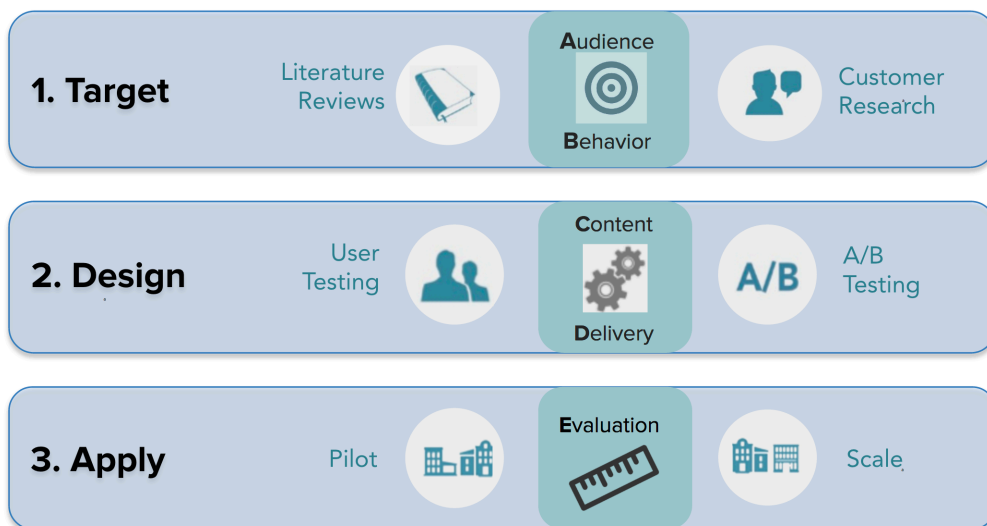 1. Target
Literature
Reviews
Audience
Behavior
Customer
Research
2. Design
User
Testing
Content
Delivery
A/B
A/B
Testing
3. Apply
Pilot
Evaluation
Scale